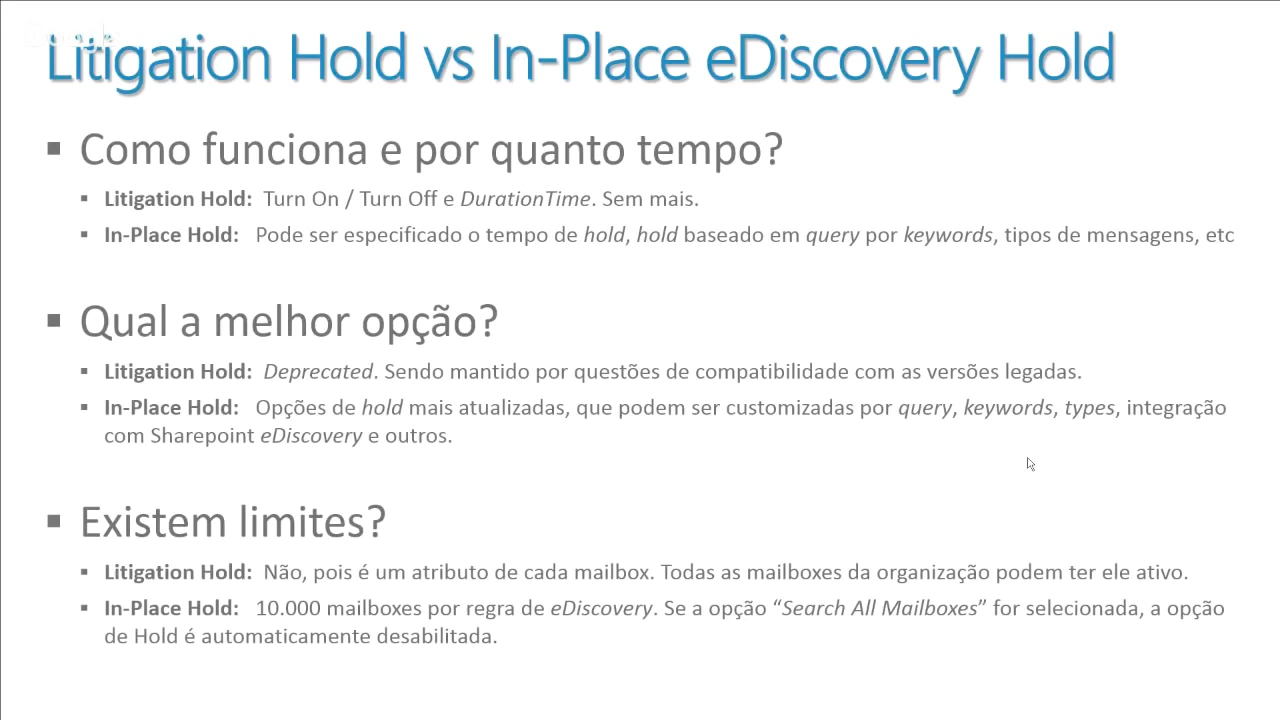 Litigation Hold vs In-Place eDiscovery Hold
▪ Como funciona e por quanto tempo?
▪ Litigation Hold: Turn On / Turn Off e DurationTime. Sem mais.
▪ In-Place Hold: Pode ser especificado o tempo de hold, hold baseado em query por keywords, tipos de mensagens, etc
▪ Qual a melhor opção?
▪ Litigation Hold: Deprecated. Sendo mantido por questões de compatibilidade com as versões legadas.
▪ In-Place Hold: Opções de hold mais atualizadas, que podem ser customizadas por query, keywords, types, integração
com Sharepoint eDiscovery e outros.
▪ Existem limites?
▪ Litigation Hold: Não, pois é um atributo de cada mailbox. Todas as mailboxes da organização podem ter ele ativo.
▪ In-Place Hold: 10.000 mailboxes por regra de eDiscovery. Se a opção “Search All Mailboxes” for selecionada, a opção
de Hold é automaticamente desabilitada.